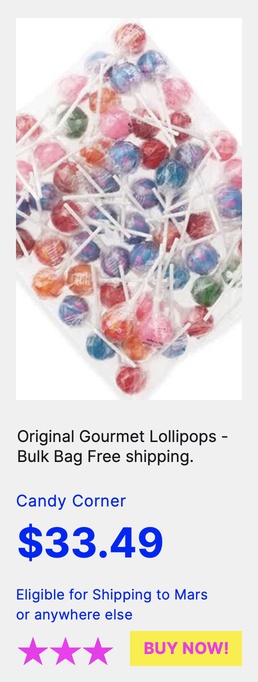 Original Gourmet Lollipops -
Bulk Bag Free shipping.
Candy Corner
$33.49
Eligible for Shipping to Mars
or anywhere else
BUY NOW!